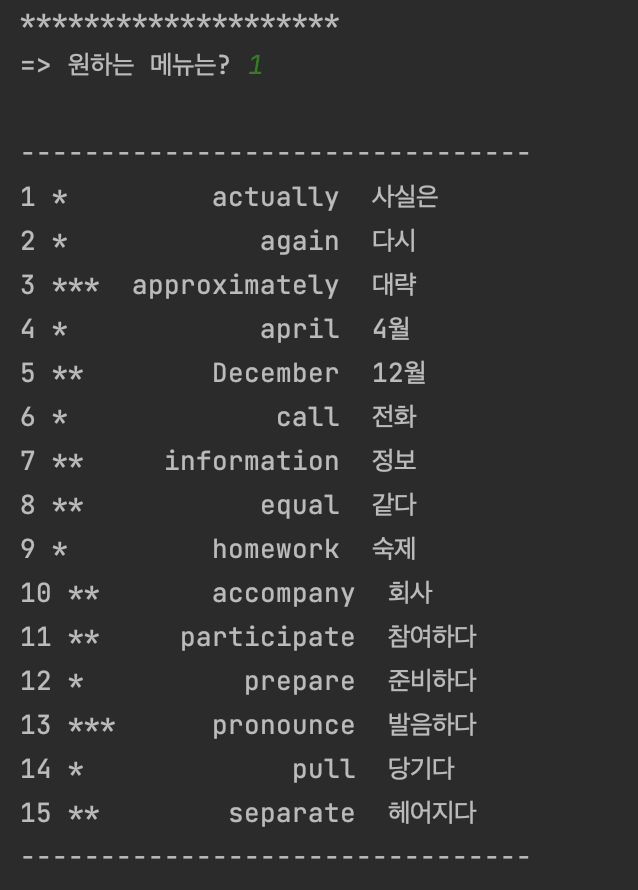 ********************
=> 원하는 메뉴는? 1
--------------------------------
1 *         actually  사실은
2 *            again  다시
3 ***  approximately  대략
4 *            april  4월
5 **        December  12월
6 *             call  전화
7 **     information  정보
8 **           equal  같다
9 *         homework  숙제
10 **       accompany  회사
11 **     participate  참여하다
12 *          prepare  준비하다
13 ***      pronounce  발음하다
14 *             pull  당기다
15 **        separate  헤어지다
--------------------------------